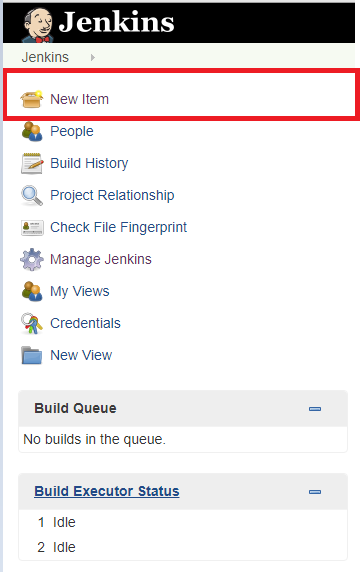 Jenkins
Jenkins
New Item
People
Build History
Project Relationship
Check File Fingerprint
Manage Jenkins
My Views
Credentials
New View
Build Queue
No builds in the queue.
Build Executor Status
1 Idle
2 Idle